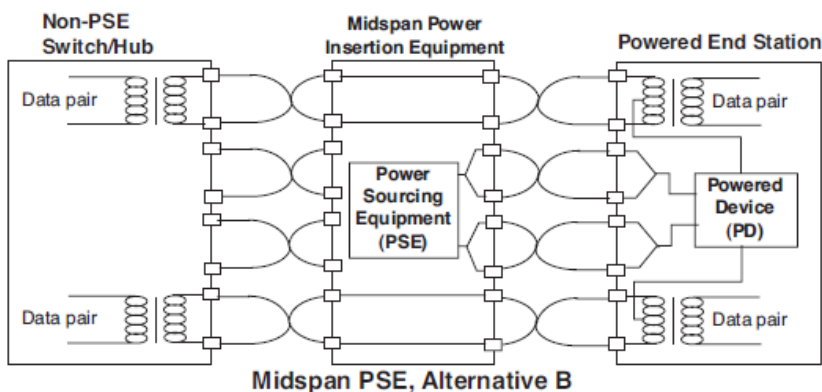 Non-PSE
Switch/Hub
Midspan Power
Insertion Equipment
Powered End Station
Data pair
Data pair
Power
Sourcing
Equipment
(PSE)
Powered
Device
(PD)
Data pair
Data pair
Midspan PSE, Alternative B